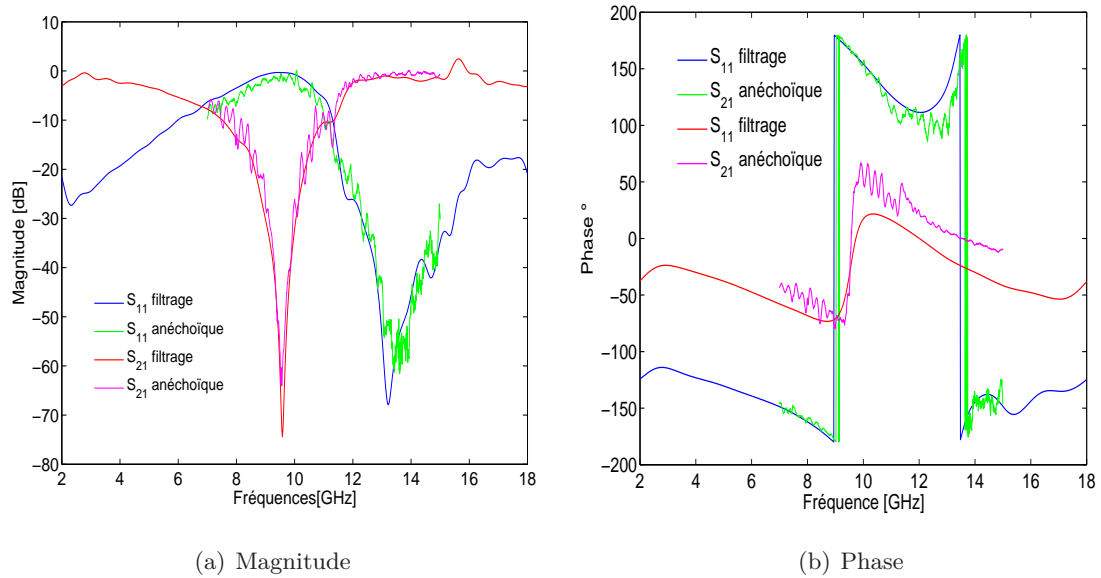 10
0
−10
−20
−30
−40
−50
−60
−70
−80
Magnitude [dB]
S11 filtrage
S11 anéchoïque
S21 filtrage
S21 anéchoïque
2 4 6 8 10 12 14 16 18
Fréquences[GHz]
(a) Magnitude
200
150
100
50
0
−50
−100
−150
−200
Phase °
S11 filtrage
S21 anéchoïque
S11 filtrage
S21 anéchoïque
2 4 6 8 10 12 14 16 18
Fréquence [GHz]
(b) Phase